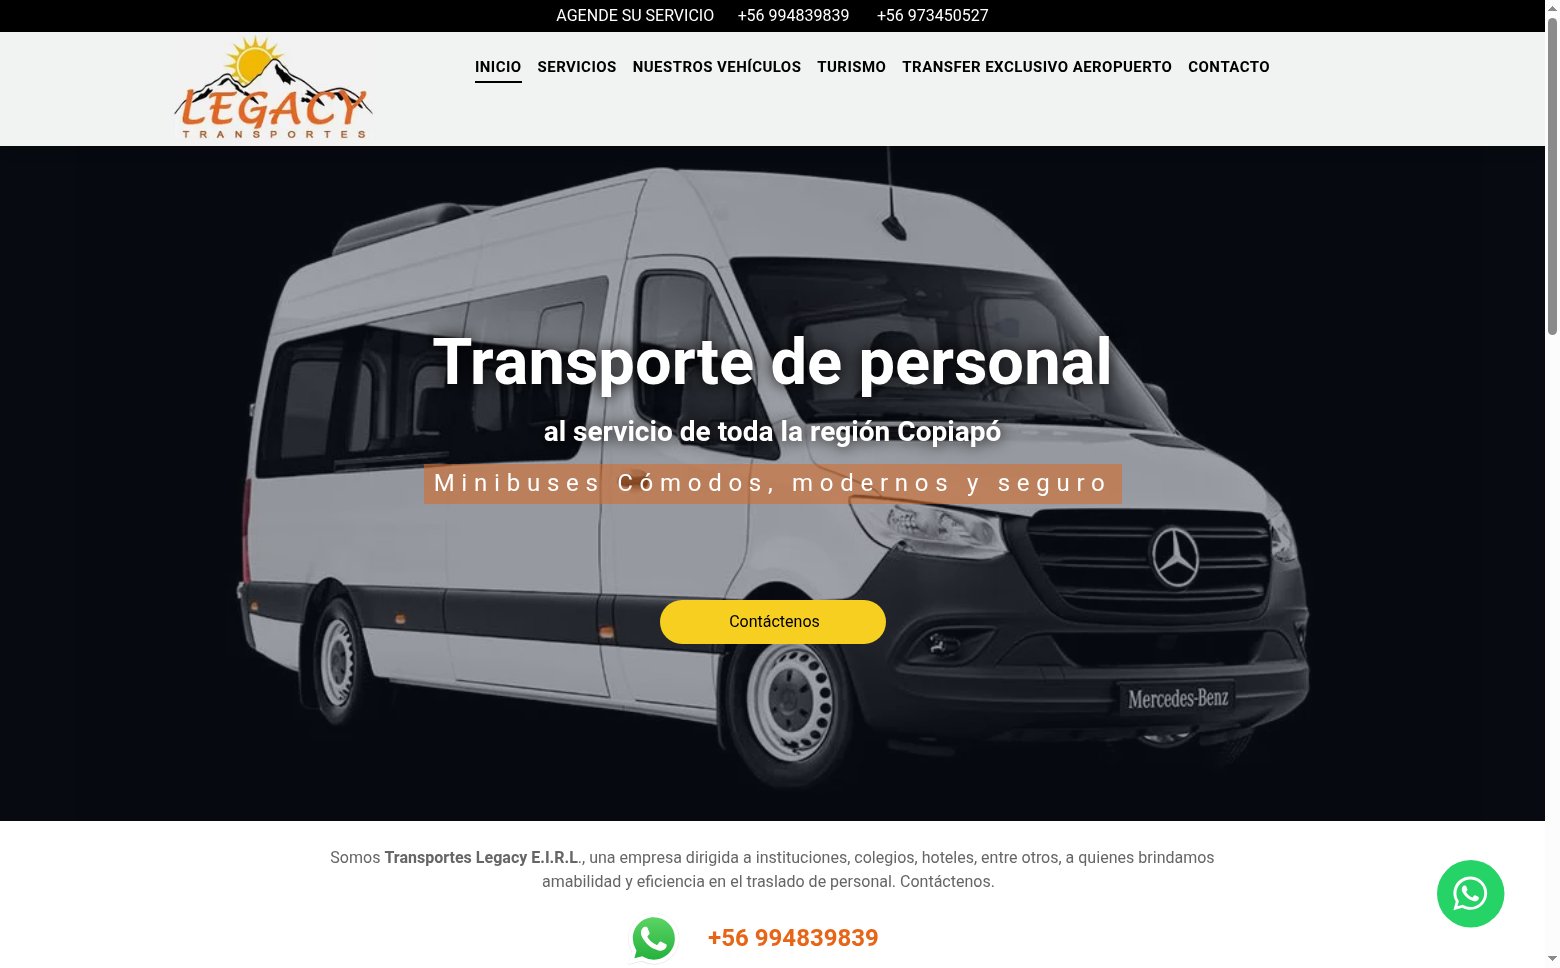 AGENDE SU SERVICIO +56 994839839 +56 973450527
LEGACY
TRANSPORTES
INICIO SERVICIOS NUESTROS VEHÍCULOS TURISMO TRANSFER EXCLUSIVO AEROPUERTO CONTACTO
Transporte de personal
al servicio de toda la región Copiapó
Minibuses Cómodos, modernos y seguro
Contáctenos
Mercedes-Benz
Somos Transportes Legacy E.I.R.L., una empresa dirigida a instituciones, colegios, hoteles, entre otros, a quienes brindamos
amabilidad y eficiencia en el traslado de personal. Contáctenos.
+56 994839839